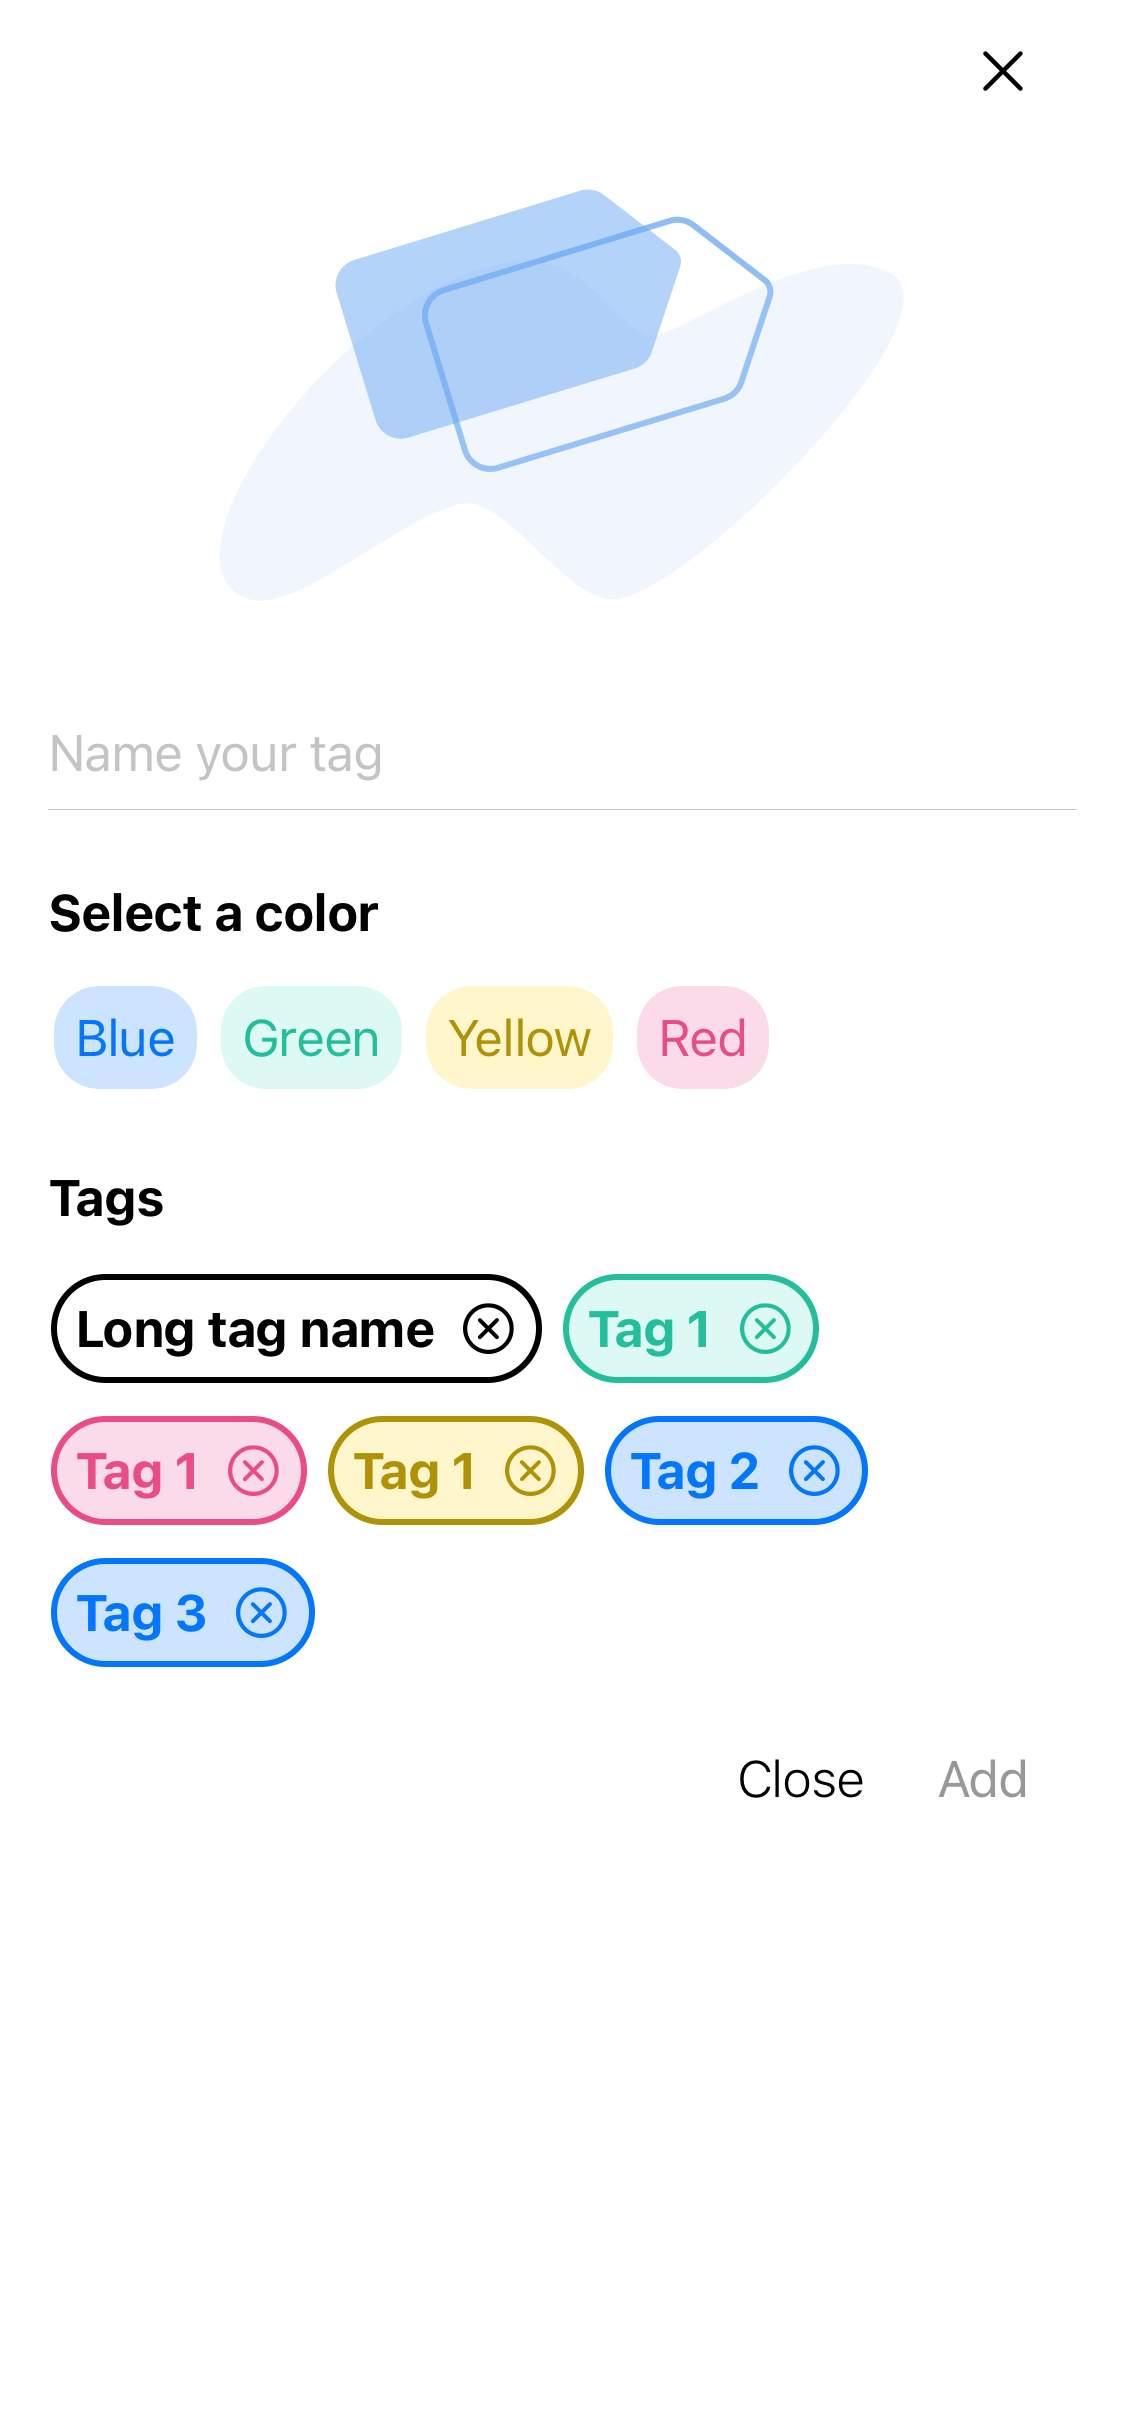 Name your tag
Select a color
Blue Green Yellow Red
Tags
Long tag name Tag 1
Tag 1 Tag 1 Tag 2
Tag 3
Close Add